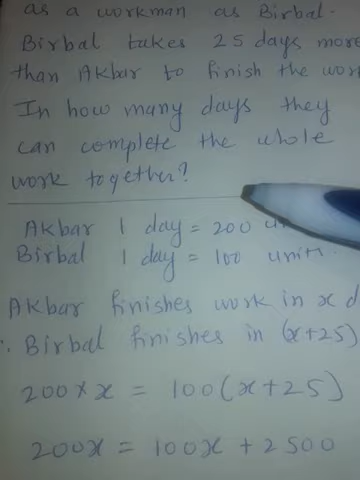 as a workman as Birbal.
Birbal takes 25 days more
than Akbar to finish the work
In how many days they
can complete the whole
work together?
Akbar 1 day = 200
Birbal 1 day = 100 units.
Akbar finishes work in x d
∴ Birbal finishes in (x+25)
200 × x = 100(x+25)
200x = 100x + 2500